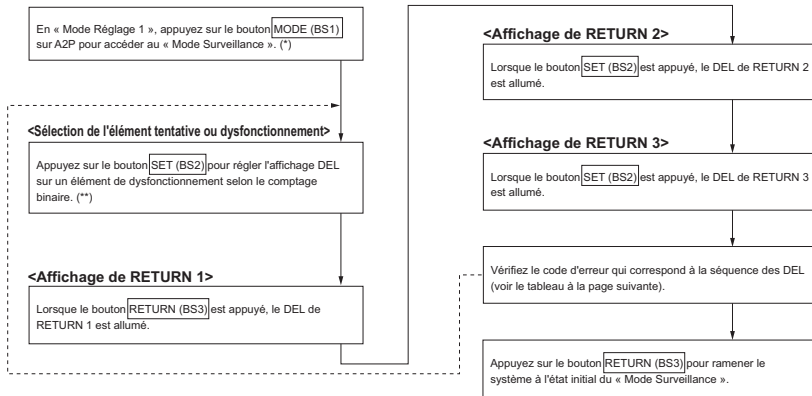 En « Mode Réglage 1 », appuyez sur le bouton MODE (BS1)
sur A2P pour accéder au « Mode Surveillance ». (*)
<Sélection de l'élément tentative ou dysfonctionnement>
Appuyez sur le bouton SET (BS2) pour régler l'affichage DEL
sur un élément de dysfonctionnement selon le comptage
binaire. (**)
<Affichage de RETURN 1>
Lorsque le bouton RETURN (BS3) est appuyé, le DEL de
RETURN 1 est allumé.
<Affichage de RETURN 2>
Lorsque le bouton SET (BS2) est appuyé, le DEL de RETURN 2
est allumé.
<Affichage de RETURN 3>
Lorsque le bouton SET (BS2) est appuyé, le DEL de RETURN 3
est allumé.
Vérifiez le code d'erreur qui correspond à la séquence des DEL
(voir le tableau à la page suivante).
Appuyez sur le bouton RETURN (BS3) pour ramener le
système à l'état initial du « Mode Surveillance ».